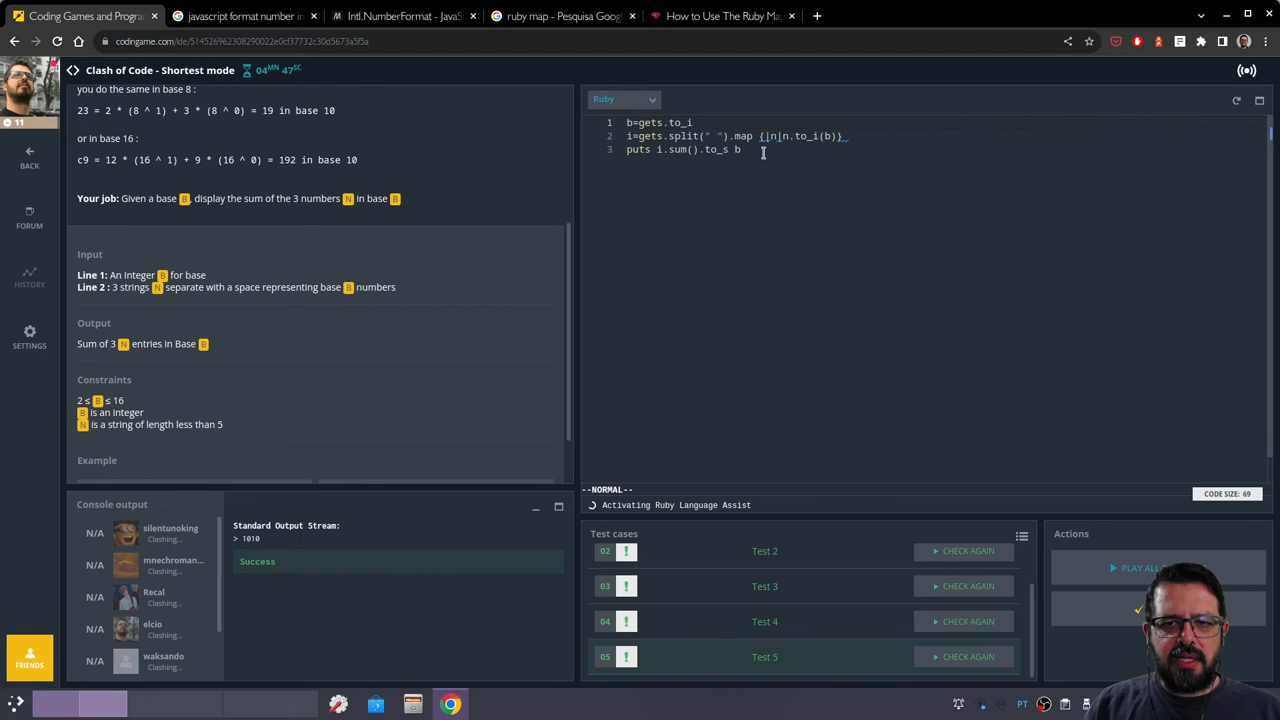 Coding Games and Progra
javascript format number in
Intl.NumberFormat - JavaS
ruby map - Pesquisa Goog
How to Use The Ruby Ma
codingame.com/ide/514526962308290022e0cf37732c30d5673a5f5a
Clash of Code - Shortest mode
04MN 47SC
11
BACK
FORUM
HISTORY
SETTINGS
FRIENDS
you do the same in base 8 :
23 = 2 * (8 ^ 1) + 3 * (8 ^ 0) = 19 in base 10
or in base 16 :
c9 = 12 * (16 ^ 1) + 9 * (16 ^ 0) = 192 in base 10
Your job: Given a base B, display the sum of the 3 numbers N in base B
Input
Line 1: An Integer B for base
Line 2 : 3 strings N separate with a space representing base B numbers
Output
Sum of 3 N entries in Base B
Constraints
2 ≤ B ≤ 16
B is an integer
N is a string of length less than 5
Example
Console output
N/A silentunoking
Clashing...
N/A mnechroman...
Clashing...
N/A Recal
Clashing...
N/A elcio
Clashing...
N/A waksando
Clashing...
Standard Output Stream:
> 1010
Success
Ruby
1 b=gets.to_i
2 i=gets.split(" ").map {|n|n.to_i(b)}
3 puts i.sum().to_s b
--NORMAL--
CODE SIZE: 69
Activating Ruby Language Assist
Test cases
02 Test 2 CHECK AGAIN
03 Test 3 CHECK AGAIN
04 Test 4 CHECK AGAIN
05 Test 5 CHECK AGAIN
Actions
PLAY ALL
PT